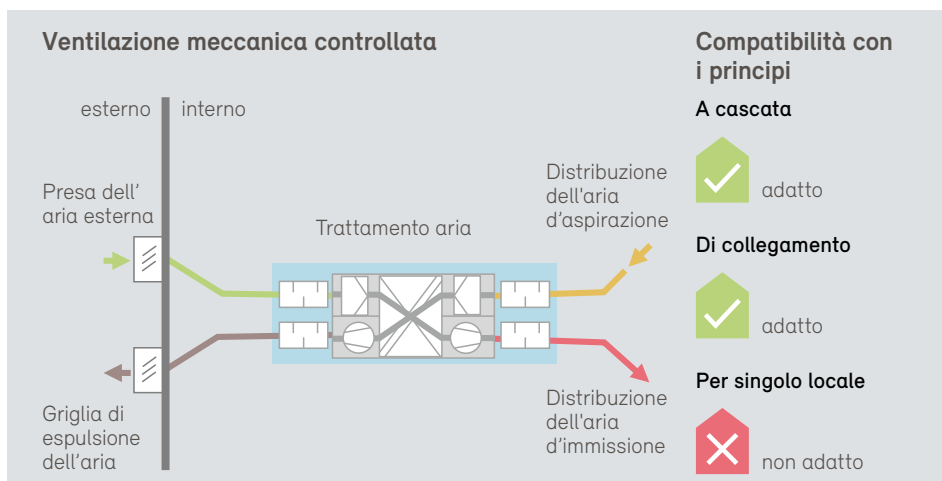 Ventilazione meccanica controllata
esterno
interno
Presa dell’
aria esterna
Trattamento aria
Distribuzione
dell'aria
d’aspirazione
Griglia di
espulsione
dell’aria
Distribuzione
dell'aria
d’immissione
Compatibilità con
i principi
A cascata
adatto
Di collegamento
adatto
Per singolo locale
non adatto